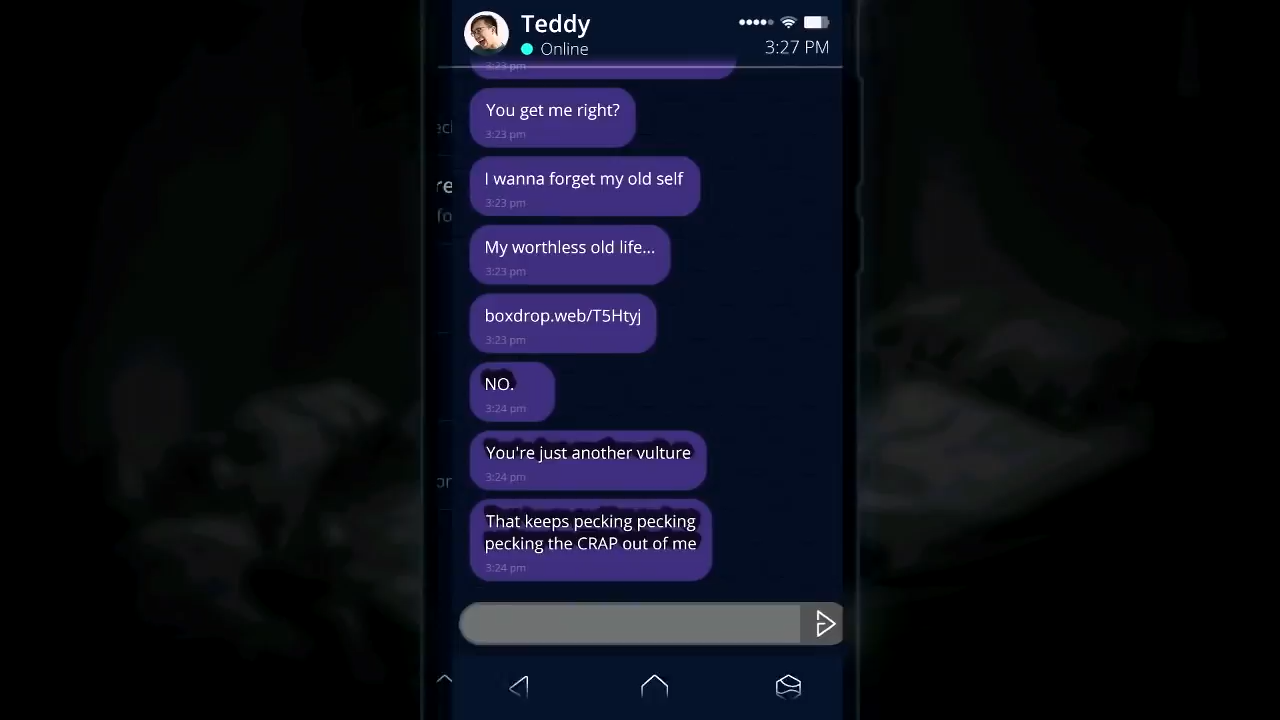 Teddy
Online
3:27 PM
3:23 pm
You get me right?
3:23 pm
I wanna forget my old self
3:23 pm
My worthless old life...
3:23 pm
boxdrop.web/T5Htyj
3:23 pm
NO.
3:24 pm
You're just another vulture
3:24 pm
That keeps pecking pecking
pecking the CRAP out of me
3:24 pm